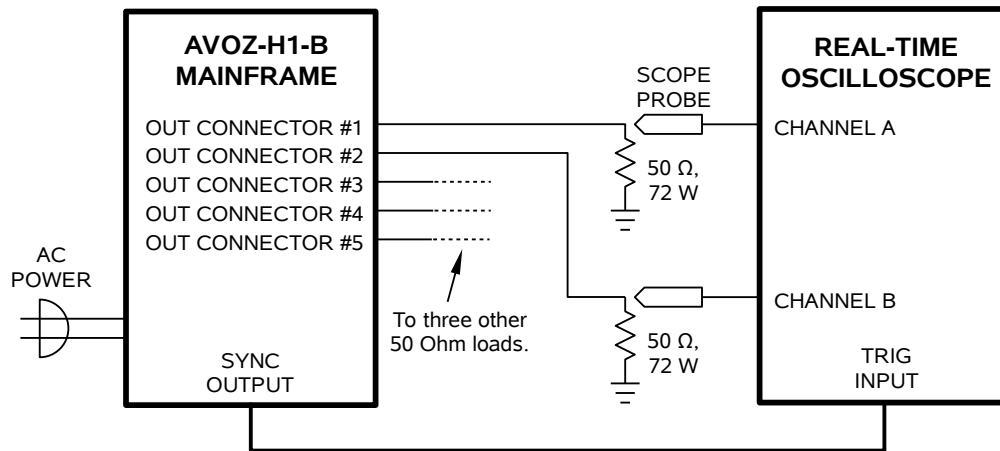 AVOZ-H1-B
MAINFRAME
OUT CONNECTOR #1
OUT CONNECTOR #2
OUT CONNECTOR #3
OUT CONNECTOR #4
OUT CONNECTOR #5
AC
POWER
SYNC
OUTPUT
To three other
50 Ohm loads.
SCOPE
PROBE
50 Ω,
72 W
50 Ω,
72 W
REAL-TIME
OSCILLOSCOPE
CHANNEL A
CHANNEL B
TRIG
INPUT